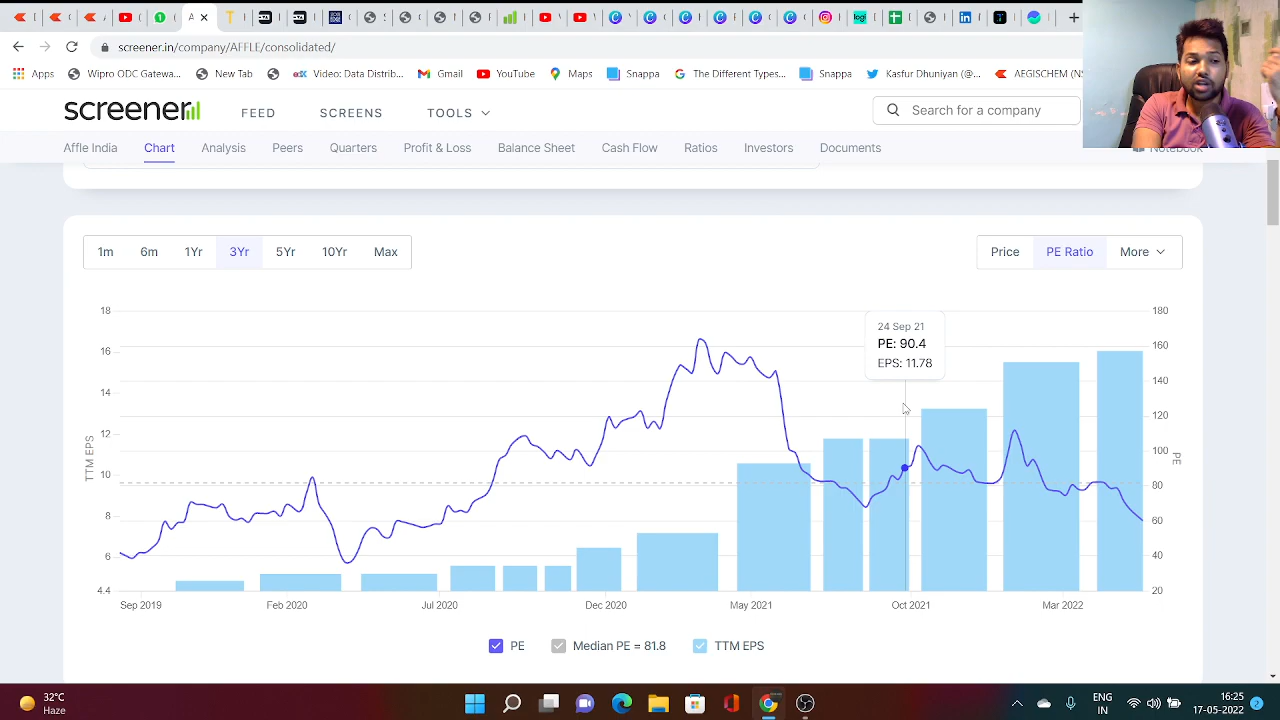 A
T
logi
screener.in/company/AFFLE/consolidated/
Apps
Wipro ODC Gatewa...
New Tab
Video: Data Distrib...
Gmail
YouTube
Maps
Snappa
The Different Types...
Snappa
Kasfur Didhiyan (@...
AEGISCHEM (NS
screener
FEED
SCREENS
TOOLS
Search for a company
Affle India
Chart
Analysis
Peers
Quarters
Profit & Loss
Balance Sheet
Cash Flow
Ratios
Investors
Documents
Notebook
1m
6m
1Yr
3Yr
5Yr
10Yr
Max
Price
PE Ratio
More
18
16
14
12
10
8
6
4.4
TTM EPS
24 Sep 21
PE: 90.4
EPS: 11.78
180
160
140
120
100
80
60
40
20
PE
Sep 2019
Feb 2020
Jul 2020
Dec 2020
May 2021
Oct 2021
Mar 2022
PE
Median PE = 81.8
TTM EPS
32°C
Haze
ENG
IN
16:25
17-05-2022
2